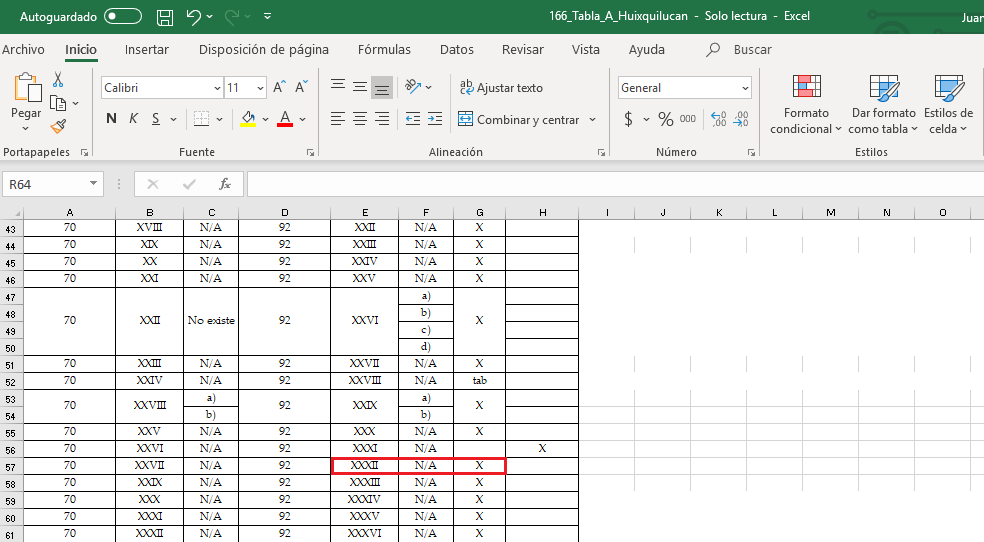 Autoguardado 166_Tabla_A_Huixquilucan - Solo lectura - Excel Juan
Archivo Inicio Insertar Disposición de página Fórmulas Datos Revisar Vista Ayuda Buscar
Calibri 11 Ajustar texto General
Pegar N K S Combinar y centrar $ % 000 Formato condicional Dar formato como tabla Estilos de celda
Portapapeles Fuente Alineación Número Estilos
R64 fx
A B C D E F G H I J K L M N O
43 70 XVIII N/A 92 XXII N/A X
44 70 XIX N/A 92 XXIII N/A X
45 70 XX N/A 92 XXIV N/A X
46 70 XXI N/A 92 XXV N/A X
47 a)
48 70 XXII No existe 92 XXVI b) X
49 c)
50 d)
51 70 XXIII N/A 92 XXVII N/A X
52 70 XXIV N/A 92 XXVIII N/A tab
53 70 XXVIII a) 92 XXIX a) X
54 b) b)
55 70 XXV N/A 92 XXX N/A X
56 70 XXVI N/A 92 XXXI N/A X
57 70 XXVII N/A 92 XXXII N/A X
58 70 XXIX N/A 92 XXXIII N/A X
59 70 XXX N/A 92 XXXIV N/A X
60 70 XXXI N/A 92 XXXV N/A X
61 70 XXXII N/A 92 XXXVI N/A X